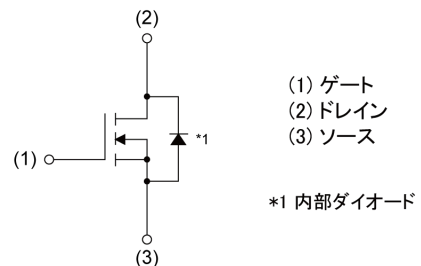 (2)
(1) ゲート
(2) ドレイン
(3) ソース
*1
(1)
*1 内部ダイオード
(3)